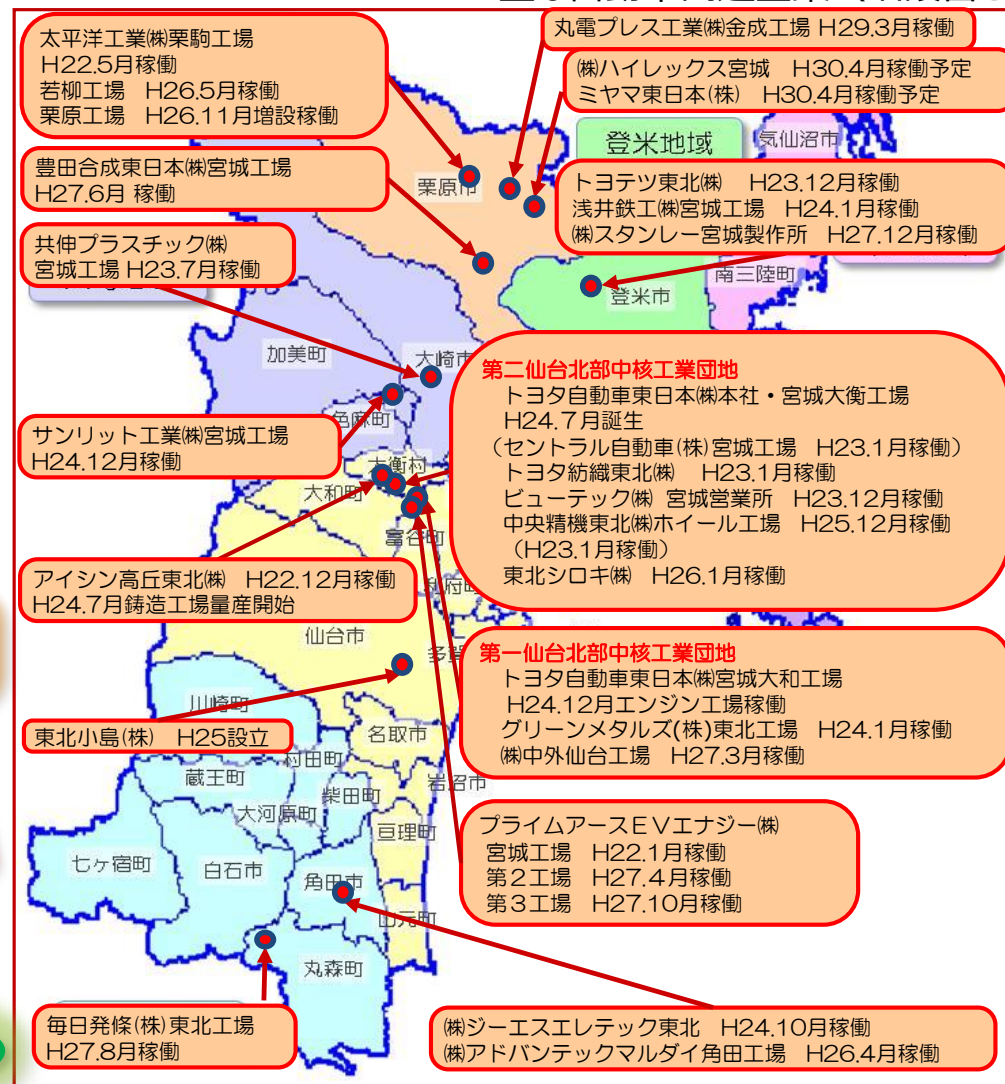 太平洋工業㈱栗駒工場
H22.5月稼働
若柳工場 H26.5月稼働
栗原工場 H26.11月増設稼働
丸電プレス工業㈱金成工場 H29.3月稼働
㈱ハイレックス宮城 H30.4月稼働予定
ミヤマ東日本(株) H30.4月稼働予定
登米地域
気仙沼市
栗原市
豊田合成東日本㈱宮城工場
H27.6月 稼働
トヨテツ東北㈱ H23.12月稼働
浅井鉄工㈱宮城工場 H24.1月稼働
㈱スタンレー宮城製作所 H27.12月稼働
共伸プラスチック㈱
宮城工場 H23.7月稼働
南三陸町
登米市
加美町
大崎市
色麻町
第二仙台北部中核工業団地
トヨタ自動車東日本㈱本社・宮城大衡工場
H24.7月誕生
（セントラル自動車(株)宮城工場 H23.1月稼働）
トヨタ紡織東北㈱ H23.1月稼働
ビューテック㈱ 宮城営業所 H23.12月稼働
中央精機東北㈱ホイール工場 H25.12月稼働
（H23.1月稼働）
東北シロキ㈱ H26.1月稼働
サンリット工業㈱宮城工場
H24.12月稼働
大衡村
大和町
富谷町
アイシン高丘東北㈱ H22.12月稼働
H24.7月鋳造工場量産開始
利府町
仙台市
第一仙台北部中核工業団地
トヨタ自動車東日本㈱宮城大和工場
H24.12月エンジン工場稼働
グリーンメタルズ(株)東北工場 H24.1月稼働
㈱中外仙台工場 H27.3月稼働
川崎町
東北小島(株) H25設立
名取市
村田町
岩沼市
蔵王町
柴田町
大河原町
亘理町
プライムアースEVエナジー㈱
宮城工場 H22.1月稼働
第2工場 H27.4月稼働
第3工場 H27.10月稼働
七ヶ宿町
白石市
角田市
山元町
丸森町
毎日発條(株)東北工場
H27.8月稼働
㈱ジーエスエレテック東北 H24.10月稼働
㈱アドバンテックマルダイ角田工場 H26.4月稼働